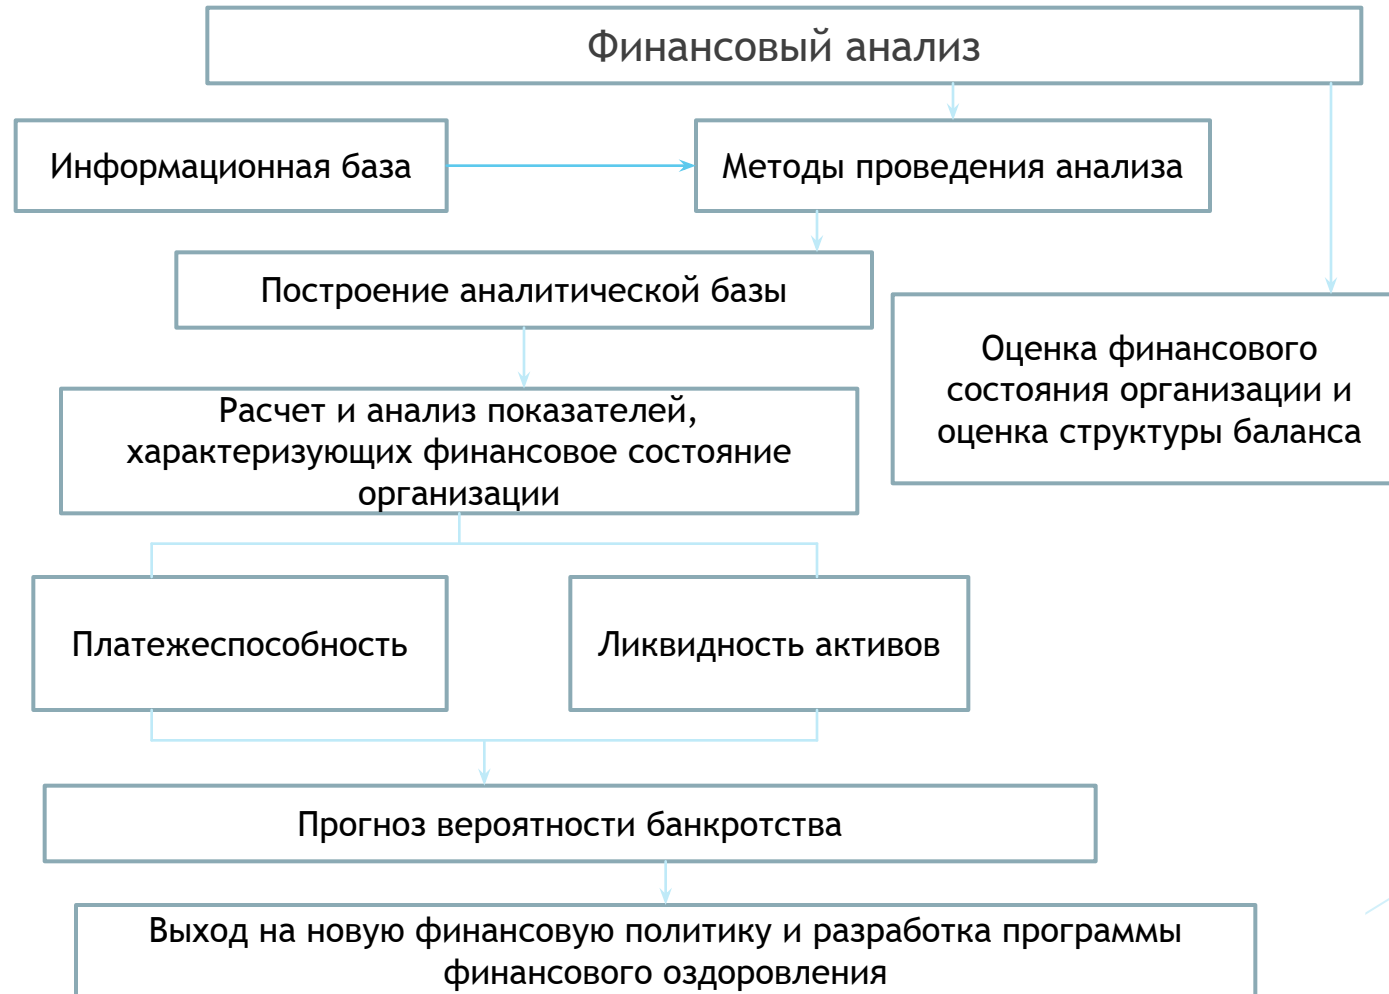 Финансовый анализ
Информационная база
Методы проведения анализа
Построение аналитической базы
Оценка финансового
состояния организации и
оценка структуры баланса
Расчет и анализ показателей,
характеризующих финансовое состояние
организации
Платежеспособность
Ликвидность активов
Прогноз вероятности банкротства
Выход на новую финансовую политику и разработка программы
финансового оздоровления